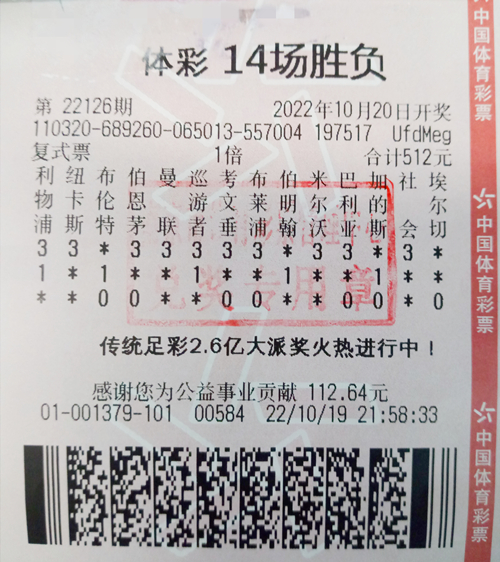 体彩 14场胜负
第 22126期 2022年10月20日开奖
110320-689260-065013-557004 197517 UfdMeg
复式票 1倍 合计512元
利 纽 布 伯 曼 巡 考 布 伯 米 巴 加 社 埃
物 卡 伦 恩 游 文 莱 明 尔 利 的 尔
浦 斯 特 茅 联 者 垂 浦 翰 沃 亚 斯 会 切
3 3 * 3 3 3 3 3 * 3 3 * 3 *
1 * 1 * * 1 * * 1 * * 1 * *
* * 0 0 * * 0 0 * * 0 0 * 0
兑奖专用章
传统足彩2.6亿大派奖火热进行中！
感谢您为公益事业贡献 112.64元
01-001379-101 00584 22/10/19 21:58:33
中国体育彩票
中国体育彩票
中国体育彩票